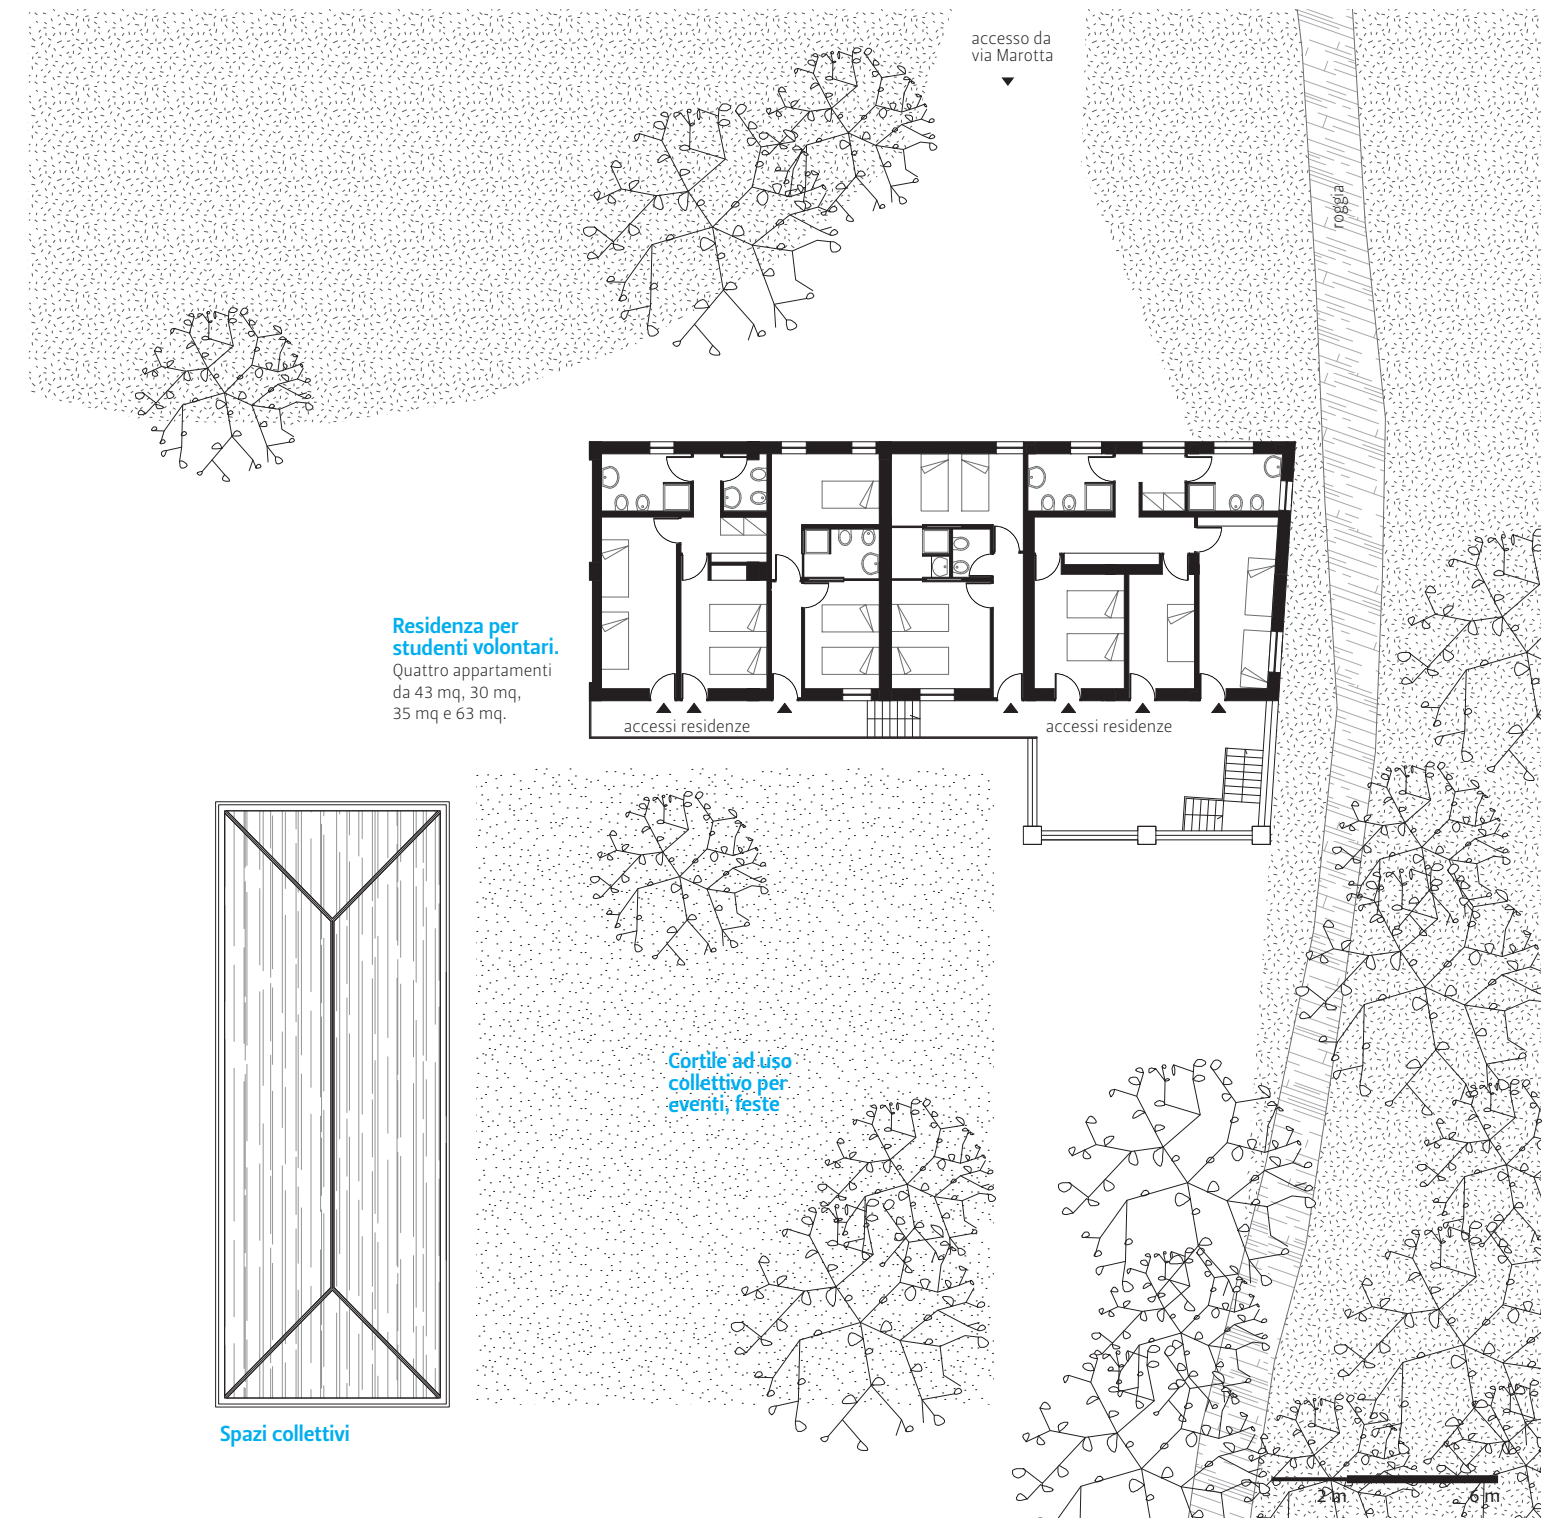 accesso da
via Marotta
roggia
Residenza per
studenti volontari.
Quattro appartamenti
da 43 mq, 30 mq,
35 mq e 63 mq.
accessi residenze
accessi residenze
Cortile ad uso
collettivo per
eventi, feste
Spazi collettivi
2 m
6 m